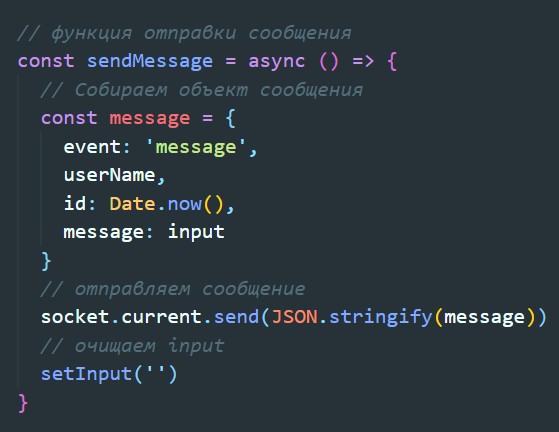 // функция отправки сообщения
const sendMessage = async () => {
// Собираем объект сообщения
const message = {
event: 'message',
userName,
id: Date.now(),
message: input
}
// отправляем сообщение
socket.current.send(JSON.stringify(message))
// очищаем input
setInput('')
}